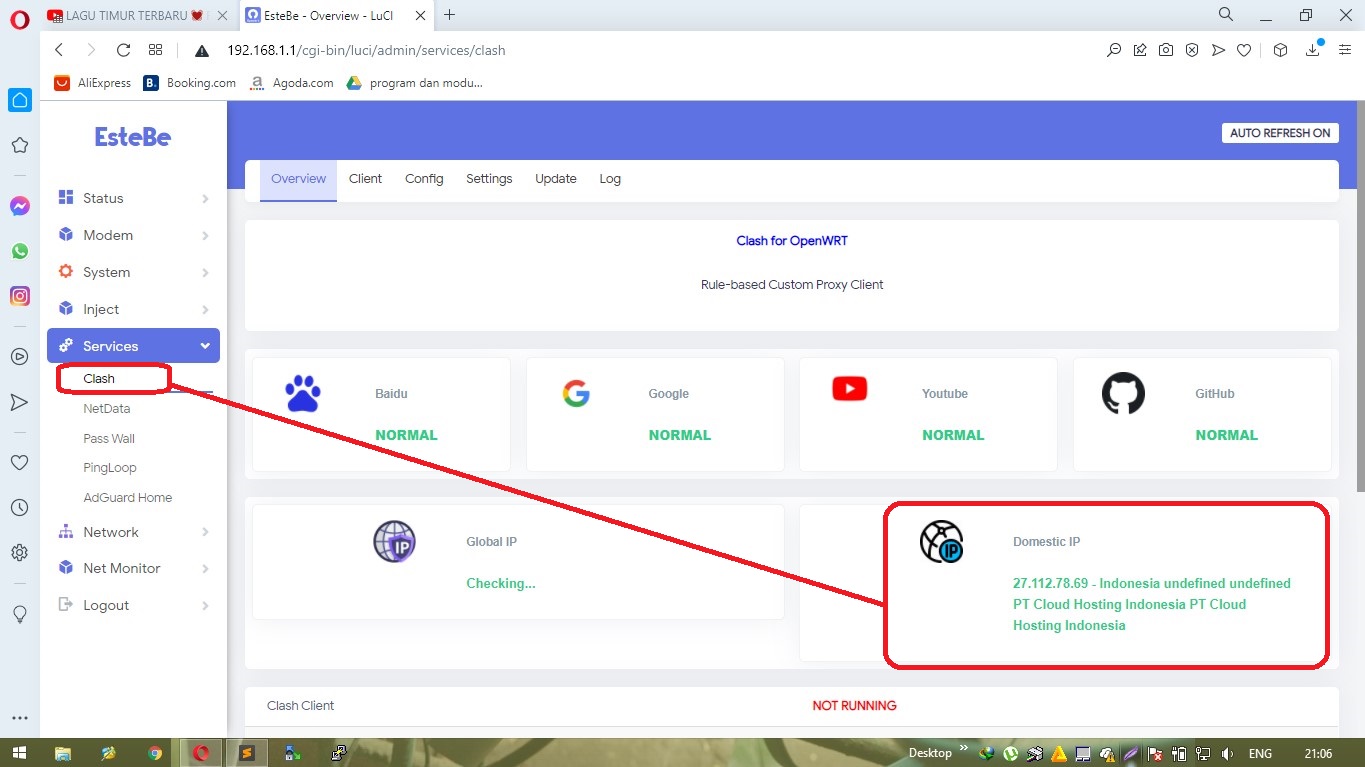 LAGU TIMUR TERBARU
EsteBe - Overview - LuCI
192.168.1.1/cgi-bin/luci/admin/services/clash
AliExpress
B.
Booking.com
a
Agoda.com
program dan modu...
EsteBe
AUTO REFRESH ON
Status
Modem
System
Inject
Services
Clash
NetData
Pass Wall
PingLoop
AdGuard Home
Network
Net Monitor
Logout
Overview
Client
Config
Settings
Update
Log
Clash for OpenWRT
Rule-based Custom Proxy Client
Baidu
NORMAL
Google
NORMAL
Youtube
NORMAL
GitHub
NORMAL
IP
Global IP
Checking...
IP
Domestic IP
27.112.78.69 - Indonesia undefined undefined
PT Cloud Hosting Indonesia PT Cloud
Hosting Indonesia
Clash Client
NOT RUNNING
Desktop
ENG
21:06